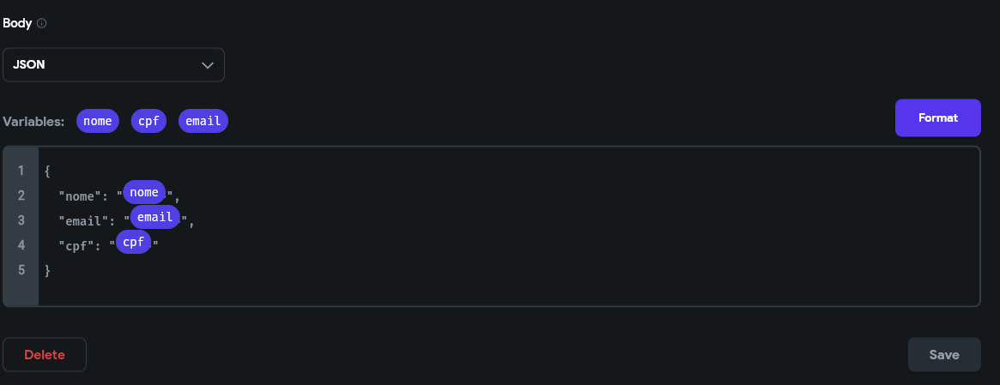 Body
JSON
Variables: nome cpf email
Format
1 {
2 "nome": "nome",
3 "email": "email",
4 "cpf": "cpf"
5 }
Delete
Save